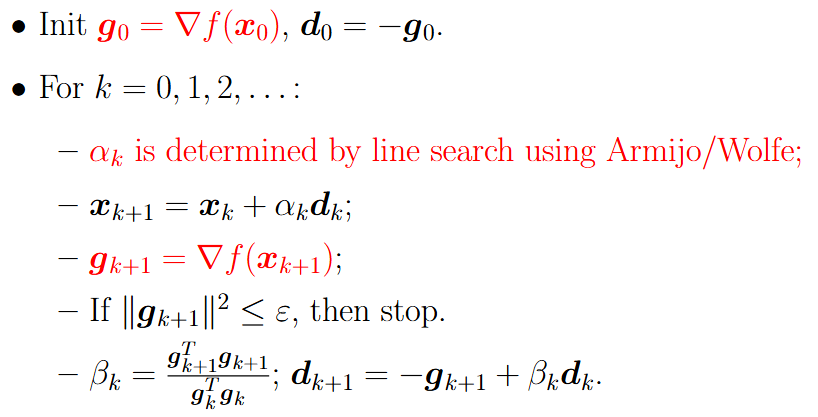 • Init $\boldsymbol{g}_0 = \nabla f(\boldsymbol{x}_0)$, $\boldsymbol{d}_0 = -\boldsymbol{g}_0$.
• For $k = 0, 1, 2, \ldots$:
– $\alpha_k$ is determined by line search using Armijo/Wolfe;
– $\boldsymbol{x}_{k+1} = \boldsymbol{x}_k + \alpha_k \boldsymbol{d}_k$;
– $\boldsymbol{g}_{k+1} = \nabla f(\boldsymbol{x}_{k+1})$;
– If $\|\boldsymbol{g}_{k+1}\|^2 \leq \varepsilon$, then stop.
– $\beta_k = \frac{\boldsymbol{g}_{k+1}^T \boldsymbol{g}_{k+1}}{\boldsymbol{g}_k^T \boldsymbol{g}_k}$; $\boldsymbol{d}_{k+1} = -\boldsymbol{g}_{k+1} + \beta_k \boldsymbol{d}_k$.